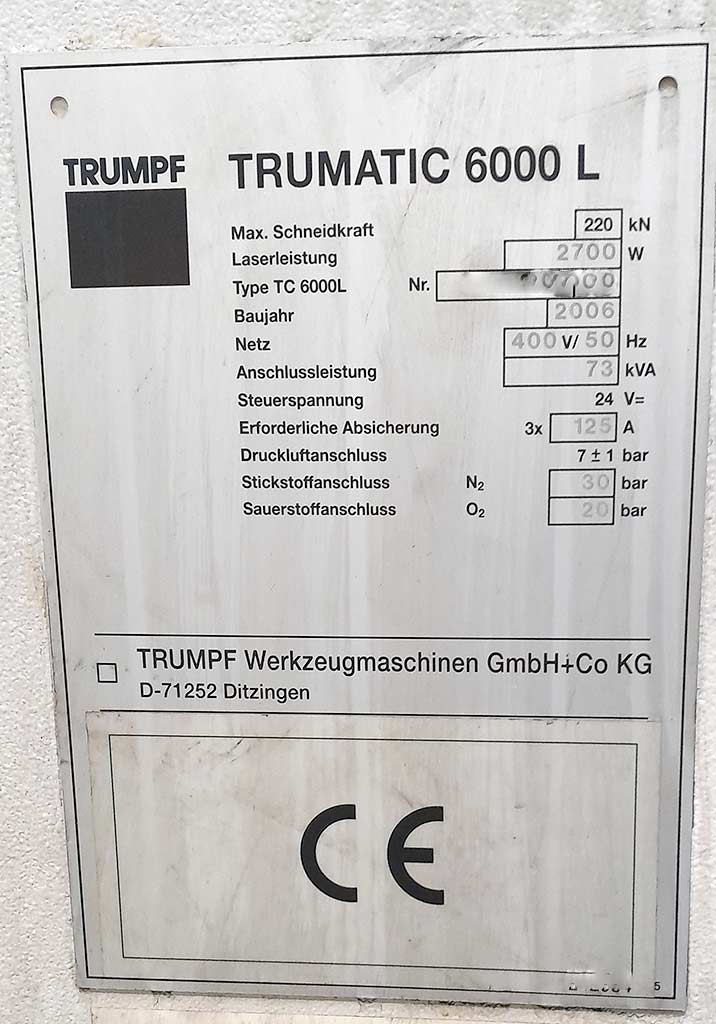 TRUMPF
TRUMATIC 6000 L
Max. Schneidkraft 220 kN
Laserleistung 2700 W
Type TC 6000L Nr.
Baujahr 2006
Netz 400 V/ 50 Hz
Anschlussleistung 73 kVA
Steuerspannung 24 V=
Erforderliche Absicherung 3x 125 A
Druckluftanschluss 7 ± 1 bar
Stickstoffanschluss N₂ 30 bar
Sauerstoffanschluss O₂ 20 bar
TRUMPF Werkzeugmaschinen GmbH+Co KG
D-71252 Ditzingen
CE
5